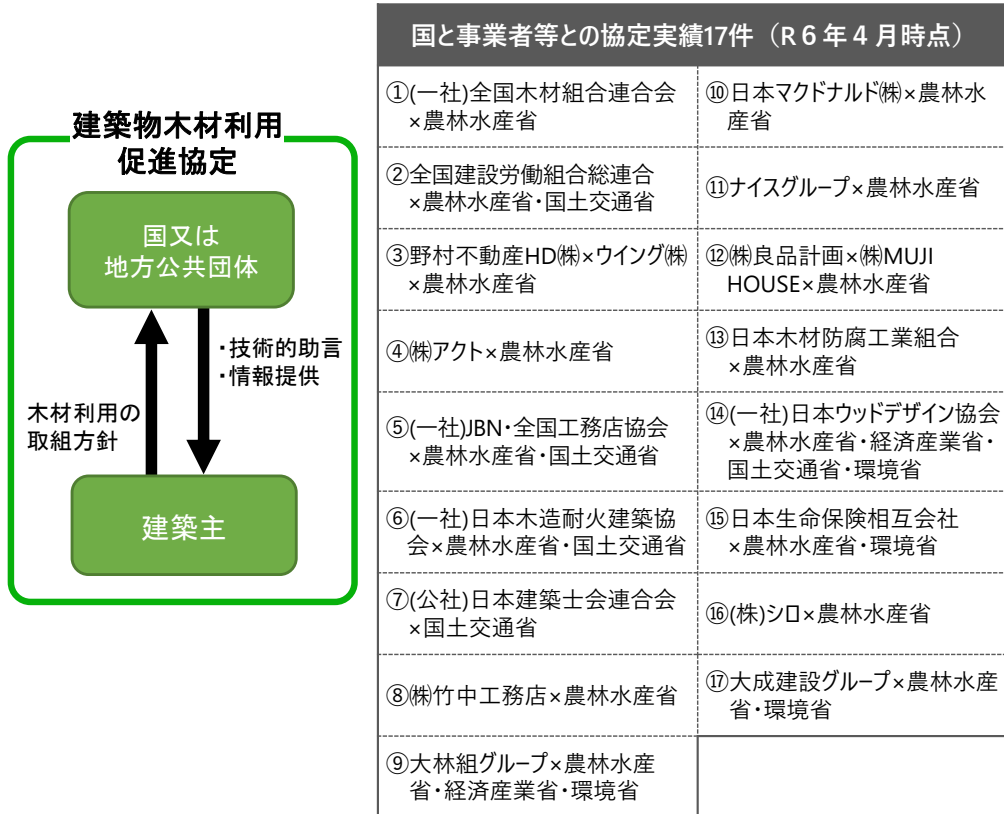 建築物木材利用
促進協定
国又は
地方公共団体
・技術的助言
・情報提供
木材利用の
取組方針
建築主
国と事業者等との協定実績17件（R６年４月時点）
①(一社)全国木材組合連合会
×農林水産省
②全国建設労働組合総連合
×農林水産省・国土交通省
③野村不動産HD㈱×ウイング㈱
×農林水産省
④㈱アクト×農林水産省
⑤(一社)JBN・全国工務店協会
×農林水産省・国土交通省
⑥(一社)日本木造耐火建築協
会×農林水産省・国土交通省
⑦(公社)日本建築士会連合会
×国土交通省
⑧㈱竹中工務店×農林水産省
⑨大林組グループ×農林水産
省・経済産業省・環境省
⑩日本マクドナルド㈱×農林水
産省
⑪ナイスグループ×農林水産省
⑫㈱良品計画×㈱MUJI
HOUSE×農林水産省
⑬日本木材防腐工業組合
×農林水産省
⑭(一社)日本ウッドデザイン協会
×農林水産省・経済産業省・
国土交通省・環境省
⑮日本生命保険相互会社
×農林水産省・環境省
⑯(株)シロ×農林水産省
⑰大成建設グループ×農林水産
省・環境省